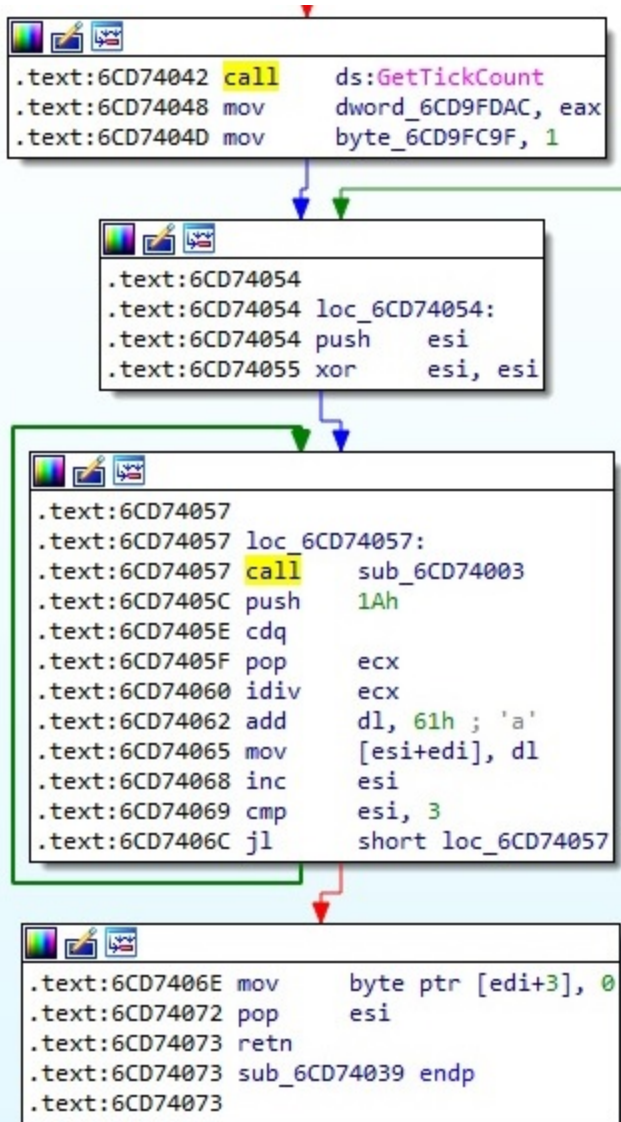 .text:6CD74042 call ds:GetTickCount
.text:6CD74048 mov dword_6CD9FDAC, eax
.text:6CD7404D mov byte_6CD9FC9F, 1
.text:6CD74054
.text:6CD74054 loc_6CD74054:
.text:6CD74054 push esi
.text:6CD74055 xor esi, esi
.text:6CD74057
.text:6CD74057 loc_6CD74057:
.text:6CD74057 call sub_6CD74003
.text:6CD7405C push 1Ah
.text:6CD7405E cdq
.text:6CD7405F pop ecx
.text:6CD74060 idiv ecx
.text:6CD74062 add dl, 61h ; 'a'
.text:6CD74065 mov [esi+edi], dl
.text:6CD74068 inc esi
.text:6CD74069 cmp esi, 3
.text:6CD7406C jl short loc_6CD74057
.text:6CD7406E mov byte ptr [edi+3], 0
.text:6CD74072 pop esi
.text:6CD74073 retn
.text:6CD74073 sub_6CD74039 endp
.text:6CD74073